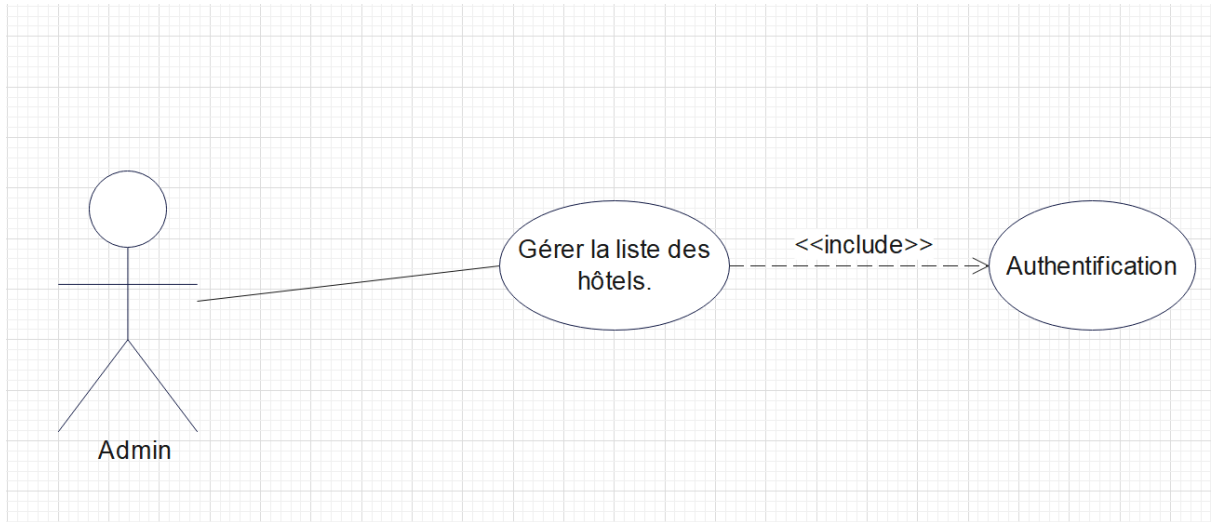 Gérer la liste des
hôtels.
<<include>>
Authentification
Admin